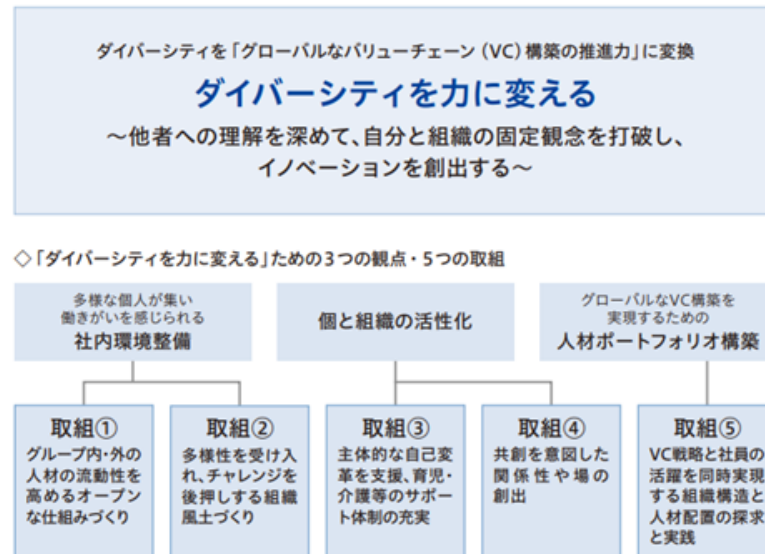 ダイバーシティを「グローバルなバリューチェーン（VC）構築の推進力」に変換
ダイバーシティを力に変える
～他者への理解を深めて、自分と組織の固定観念を打破し、
イノベーションを創出する～
◇「ダイバーシティを力に変える」ための3つの観点・5つの取組
多様な個人が集い
働きがいを感じられる
社内環境整備
個と組織の活性化
グローバルなVC構築を
実現するための
人材ポートフォリオ構築
取組①
グループ内・外の
人材の流動性を
高めるオープン
な仕組みづくり
取組②
多様性を受け入
れ、チャレンジを
後押しする組織
風土づくり
取組③
主体的な自己変
革を支援、育児・
介護等のサポー
ト体制の充実
取組④
共創を意図した
関係性や場の
創出
取組⑤
VC戦略と社員の
活躍を同時実現
する組織構造と
人材配置の探求
と実践